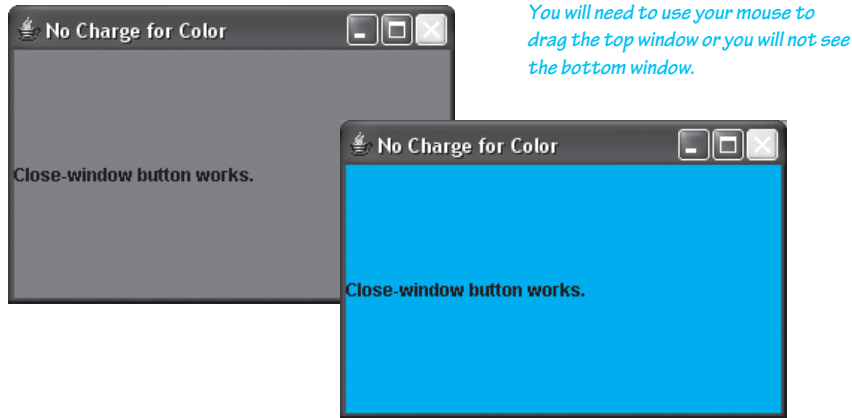 No Charge for Color
You will need to use your mouse to
drag the top window or you will not see
the bottom window.
Close-window button works.
No Charge for Color
Close-window button works.